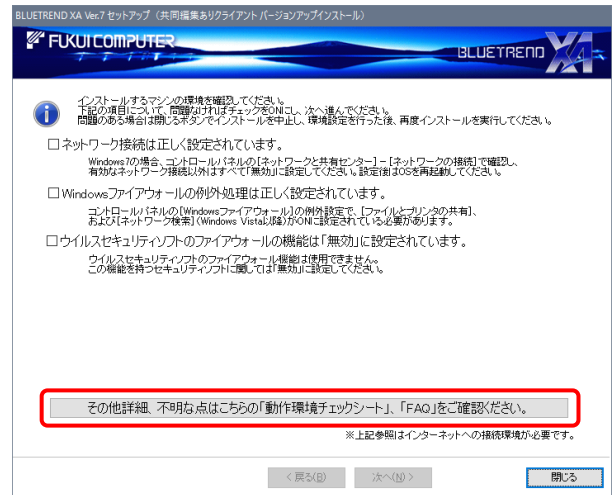 BLUETREND XA Ver.7 セットアップ（共同編集ありクライアント バージョンアップインストール）
FUKUI COMPUTER
BLUETREND XA
インストールするマシンの環境を確認してください。
下記の項目について、問題なければチェックをONにし、次へ進んでください。
問題のある場合は閉じるボタンでインストールを中止し、環境設定を行った後、再度インストールを実行してください。
ネットワーク接続は正しく設定されています。
Windows7の場合、コントロールパネルの[ネットワークと共有センター]－[ネットワークの接続]で確認し、
有効なネットワーク接続以外はすべて「無効」に設定してください。設定後はOSを再起動してください。
Windowsファイアウォールの例外処理は正しく設定されています。
コントロールパネルの[Windowsファイアウォール]の例外設定で、[ファイルとプリンタの共有]、
および[ネットワーク検索](Windows Vista以降)がONに設定されている必要があります。
ウイルスセキュリティソフトのファイアウォールの機能は「無効」に設定されています。
ウイルスセキュリティソフトのファイアウォール機能は使用できません。
この機能を持つセキュリティソフトに関しては「無効」に設定してください。
その他詳細、不明な点はこちらの「動作環境チェックシート」、「FAQ」をご確認ください。
※上記参照はインターネットへの接続環境が必要です。
< 戻る(B)
次へ(N) >
閉じる